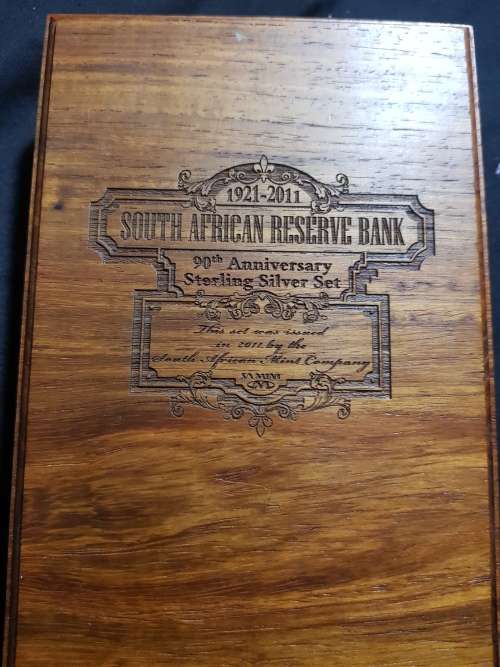 1921-2011
SOUTH AFRICAN RESERVE BANK
90th Anniversary
Sterling Silver Set
This set was issued
in 2011 by the
South African Mint Company
SA MINT